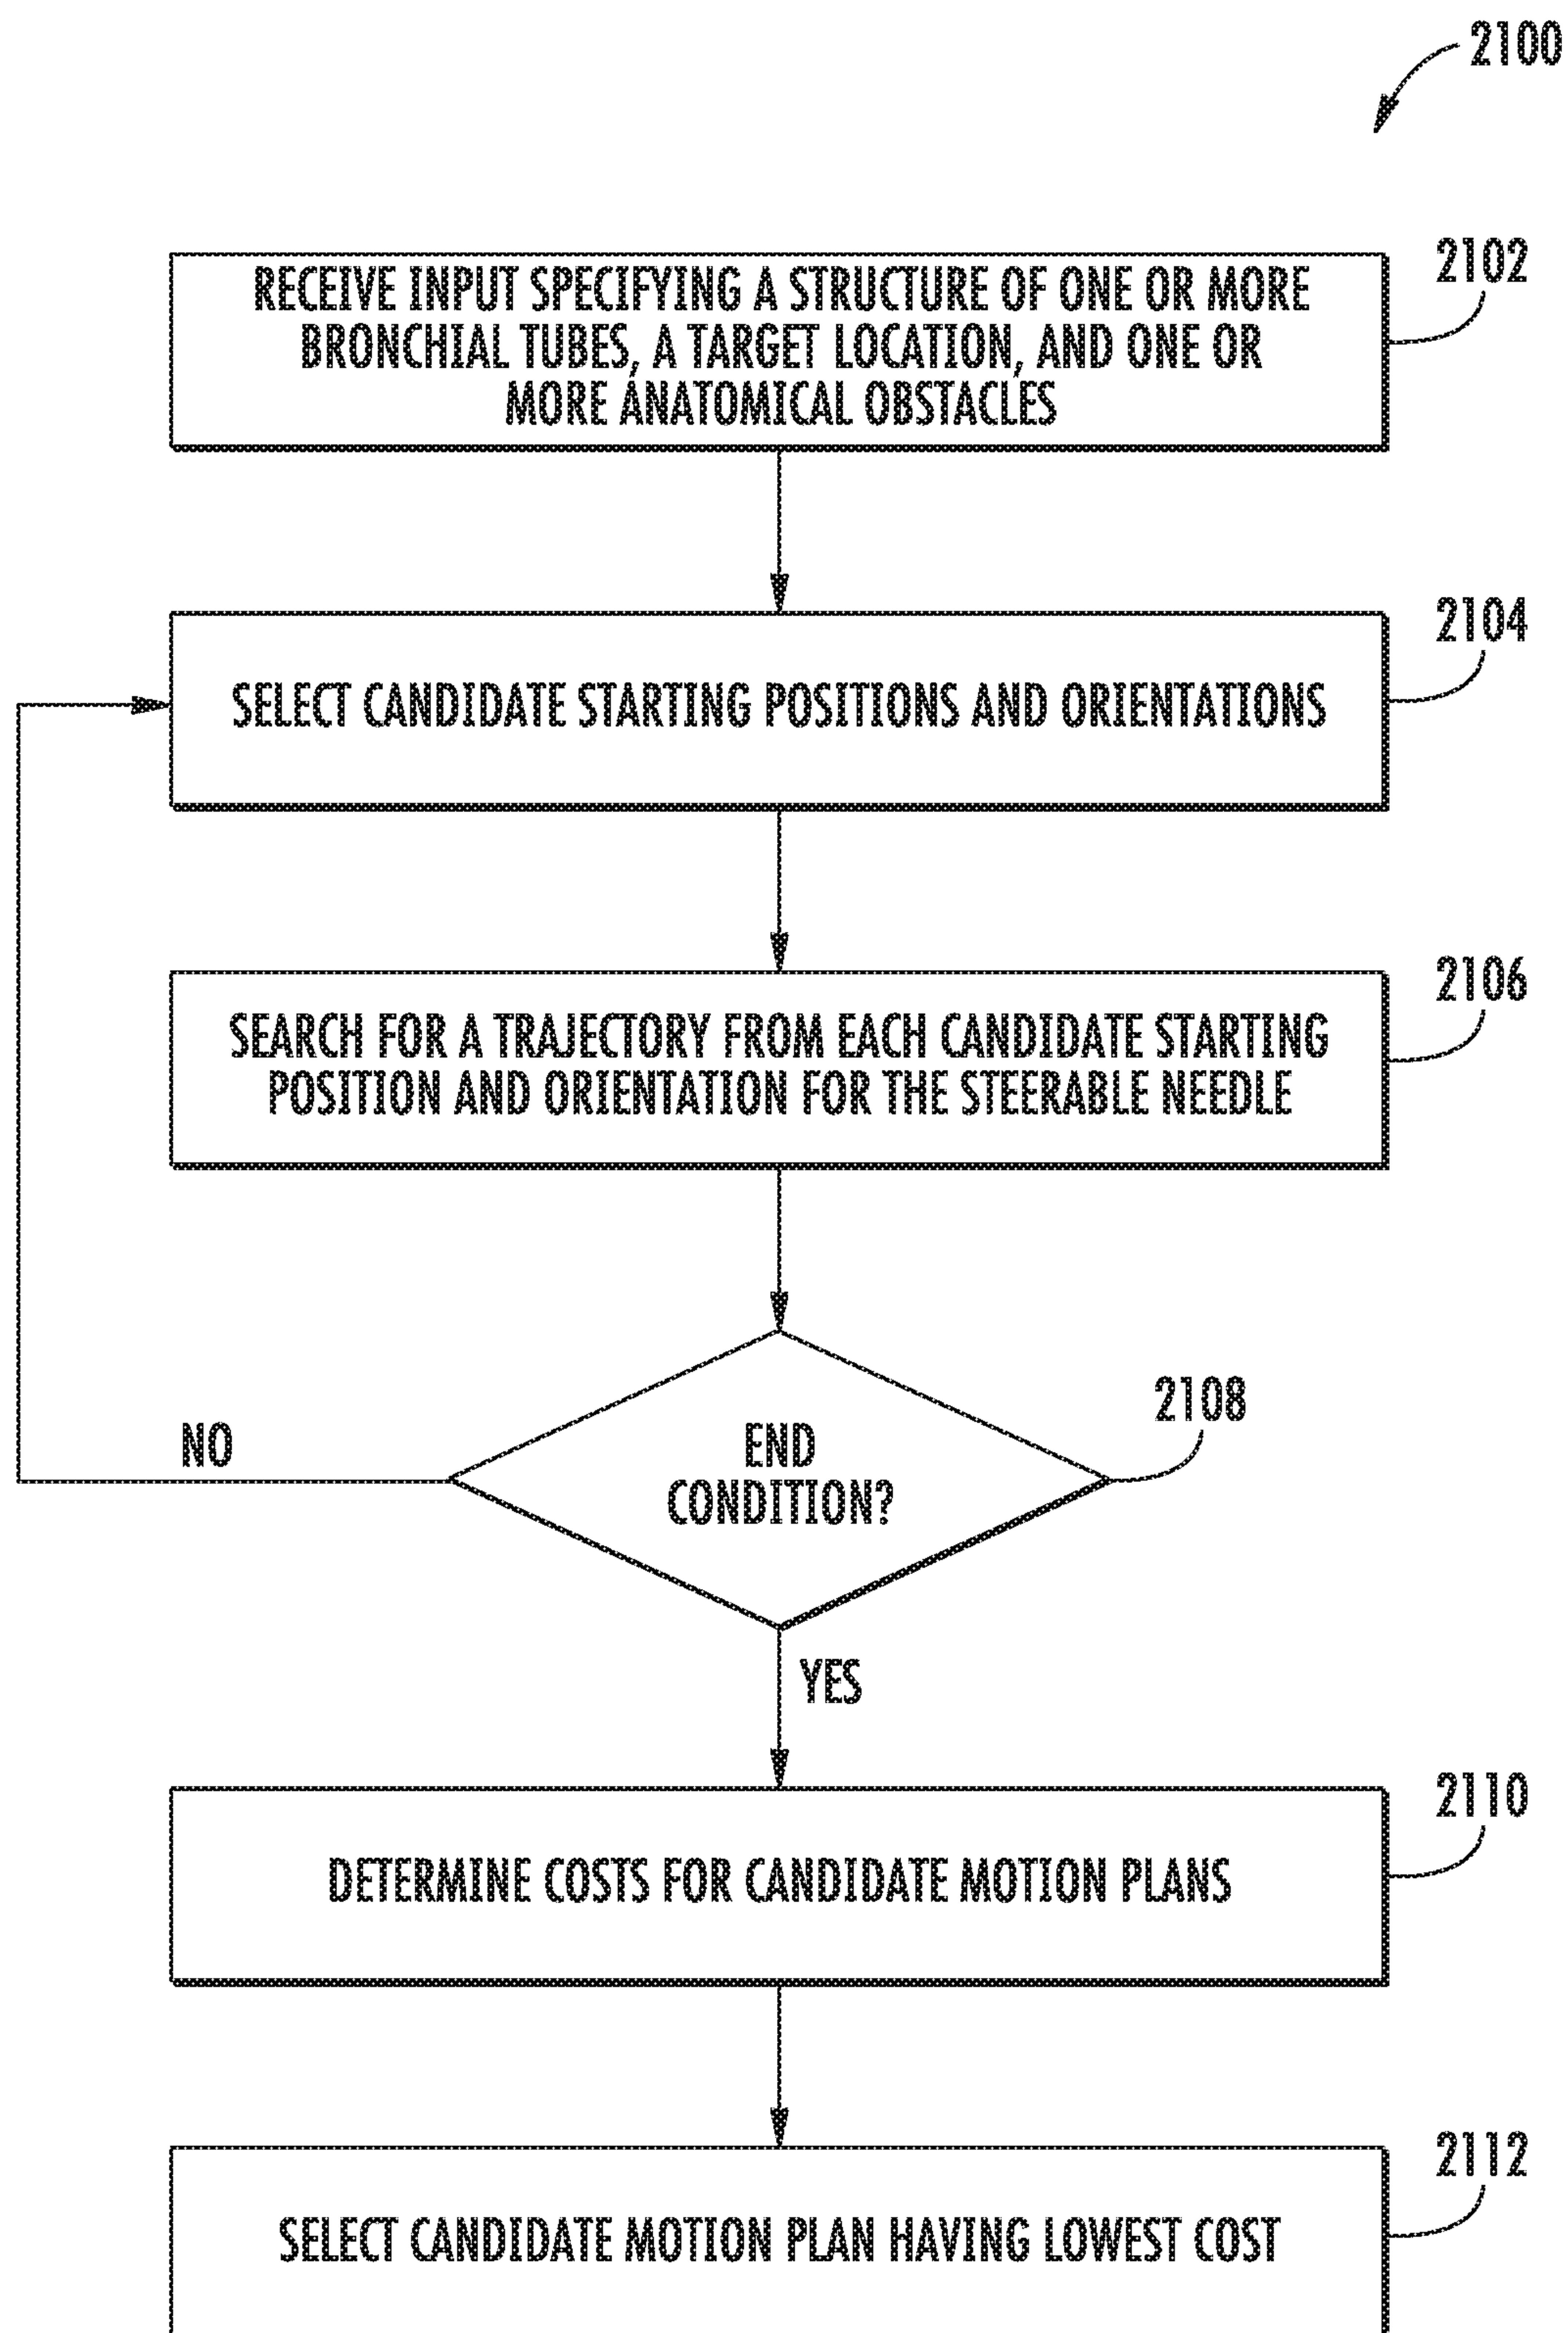 2100
RECEIVE INPUT SPECIFYING A STRUCTURE OF ONE OR MORE
BRONCHIAL TUBES, A TARGET LOCATION, AND ONE OR
MORE ANATOMICAL OBSTACLES
2102
SELECT CANDIDATE STARTING POSITIONS AND ORIENTATIONS
2104
SEARCH FOR A TRAJECTORY FROM EACH CANDIDATE STARTING
POSITION AND ORIENTATION FOR THE STEERABLE NEEDLE
2106
END
CONDITION?
2108
NO
YES
DETERMINE COSTS FOR CANDIDATE MOTION PLANS
2110
SELECT CANDIDATE MOTION PLAN HAVING LOWEST COST
2112